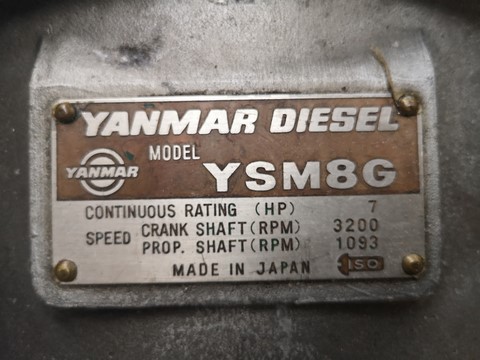 YANMAR DIESEL
YANMAR
MODEL YSM8G
CONTINUOUS RATING (HP) 7
SPEED CRANK SHAFT (RPM) 3200
PROP. SHAFT (RPM) 1093
MADE IN JAPAN ISO